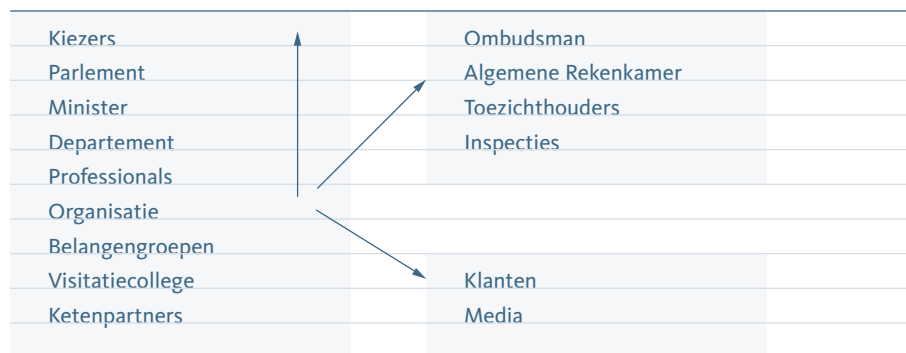 Kiezers
Parlement
Minister
Departement
Professionals
Organisatie
Belangengroepen
Visitatiecollege
Ketenpartners
Ombudsman
Algemene Rekenkamer
Toezichthouders
Inspecties
Klanten
Media